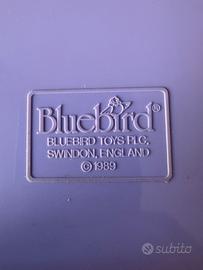 Bluebird®
BLUEBIRD TOYS PLC,
SWINDON, ENGLAND
©1989
subito